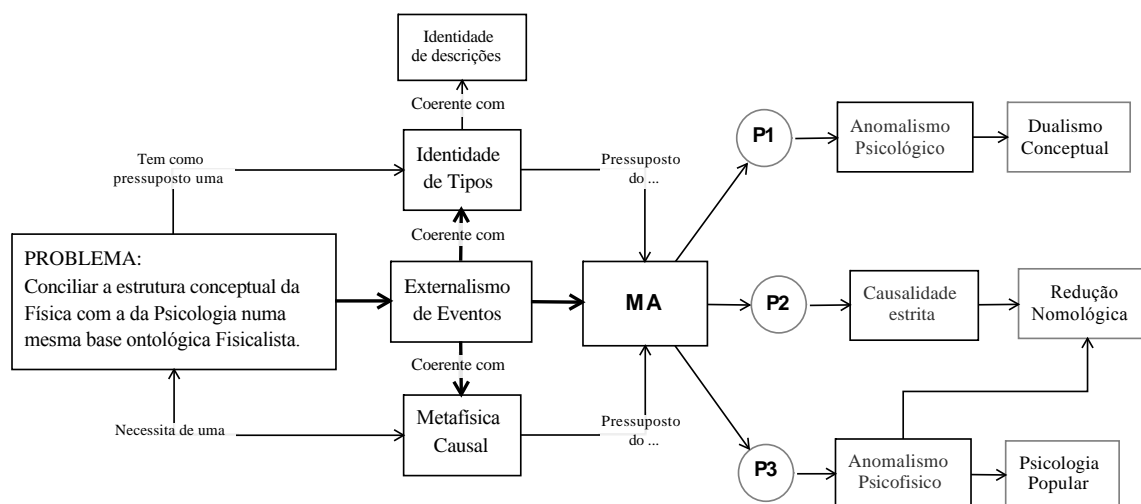 Identidade
de descrições
Coerente com
Identidade
de Tipos
Tem como
pressuposto uma
Pressuposto
do ...
P1
Anomalismo
Psicológico
Dualismo
Conceptual
PROBLEMA:
Conciliar a estrutura conceptual da
Física com a da Psicologia numa
mesma base ontológica Fisicalista.
Coerente com
Externalismo
de Eventos
Coerente com
MA
P2
Causalidade
estrita
Redução
Nomológica
Necessita de uma
Metafísica
Causal
Pressuposto
do ...
P3
Anomalismo
Psicofisico
Psicologia
Popular